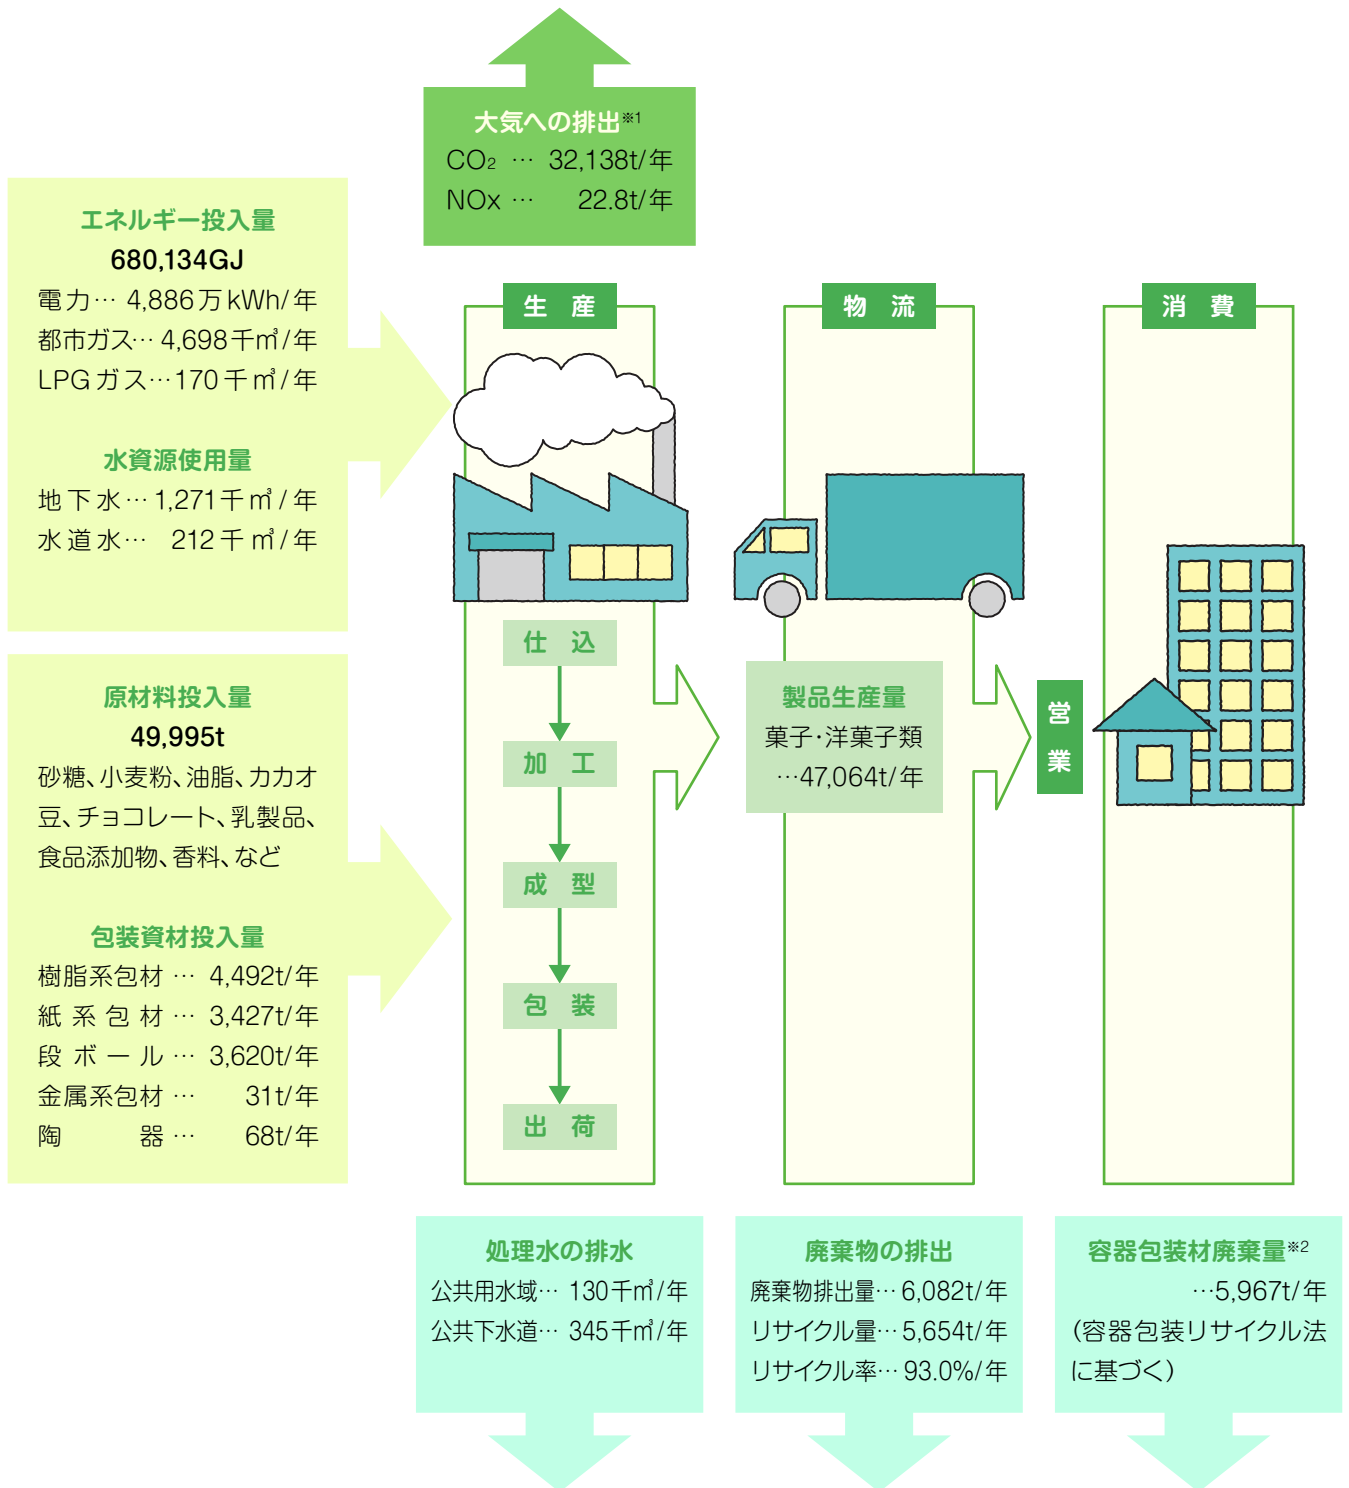 大気への排出※1
CO2 … 32,138t/年
NOx … 22.8t/年
エネルギー投入量
680,134GJ
電力… 4,886万kWh/年
都市ガス… 4,698千㎥/年
LPGガス…170千㎥/年
水資源使用量
地下水…1,271千㎥/年
水道水… 212千㎥/年
原材料投入量
49,995t
砂糖、小麦粉、油脂、カカオ
豆、チョコレート、乳製品、
食品添加物、香料、など
包装資材投入量
樹脂系包材 … 4,492t/年
紙系包材 … 3,427t/年
段ボール … 3,620t/年
金属系包材 … 31t/年
陶器 … 68t/年
生産
仕込
加工
成型
包装
出荷
物流
製品生産量
菓子・洋菓子類
…47,064t/年
営業
消費
処理水の排水
公共用水域… 130千㎥/年
公共下水道… 345千㎥/年
廃棄物の排出
廃棄物排出量… 6,082t/年
リサイクル量… 5,654t/年
リサイクル率… 93.0%/年
容器包装材廃棄量※2
…5,967t/年
（容器包装リサイクル法
に基づく）